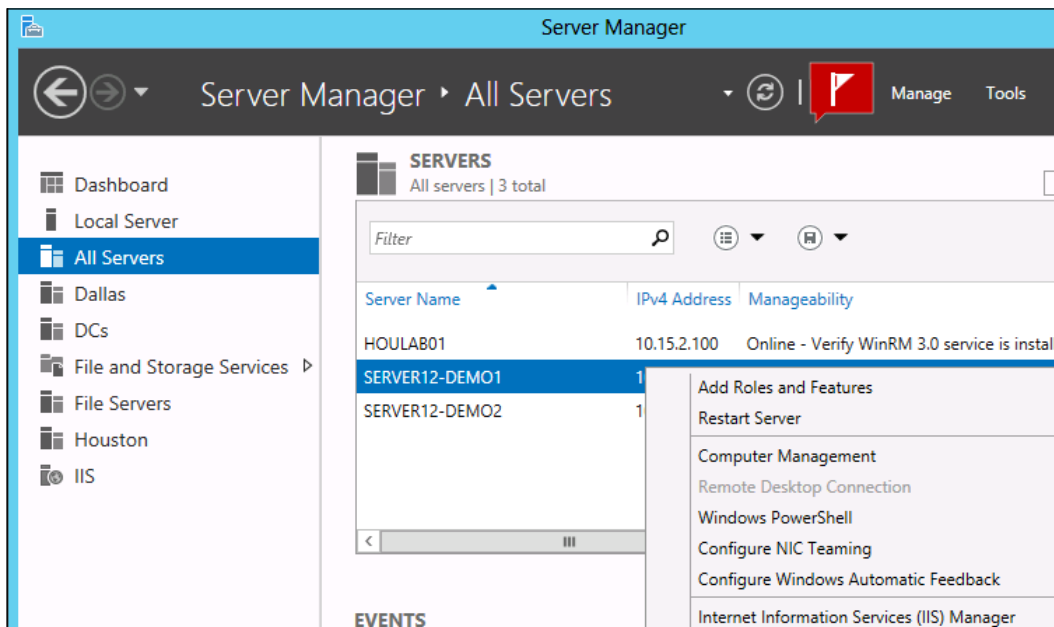 Server Manager
Server Manager ‣ All Servers
Manage Tools
Dashboard
Local Server
All Servers
Dallas
DCs
File and Storage Services
File Servers
Houston
IIS
SERVERS
All servers | 3 total
Filter
Server Name IPv4 Address Manageability
HOULAB01 10.15.2.100 Online - Verify WinRM 3.0 service is instal
SERVER12-DEMO1 1
SERVER12-DEMO2 1
Add Roles and Features
Restart Server
Computer Management
Remote Desktop Connection
Windows PowerShell
Configure NIC Teaming
Configure Windows Automatic Feedback
Internet Information Services (IIS) Manager
EVENTS